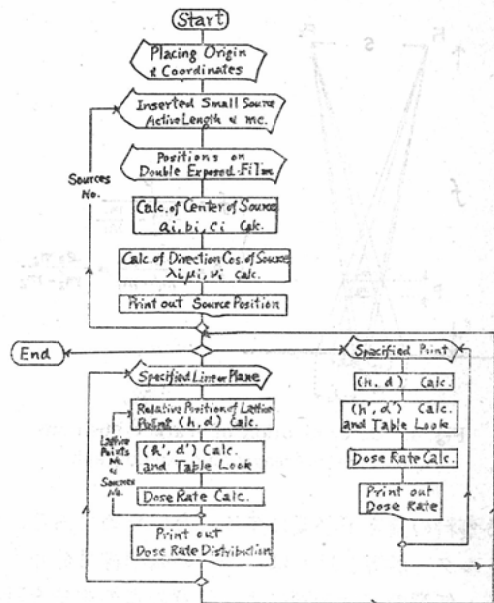 Start
Placing Origin
& Coordinates
Inserted Small Source
Active Length & mc.
Positions on
Double Exposed-Film
Sources
No.
Calc. of Center of Source
ai, bi, ci Calc.
Calc. of Direction Cos. of Source
λi μi, νi Calc.
Print out Source Position
End
Specified Line or Plane
Relative Position of Lattice
Point (h, d) Calc.
Lattice
Points
No.
&
Sources
No.
(h', d') Calc.
and Table Look
Dose Rate Calc.
Print out
Dose Rate Distribution
Specified Point
(h, d) Calc.
(h', d') Calc.
and Table Look
Dose Rate Calc.
Print out
Dose Rate
S
f